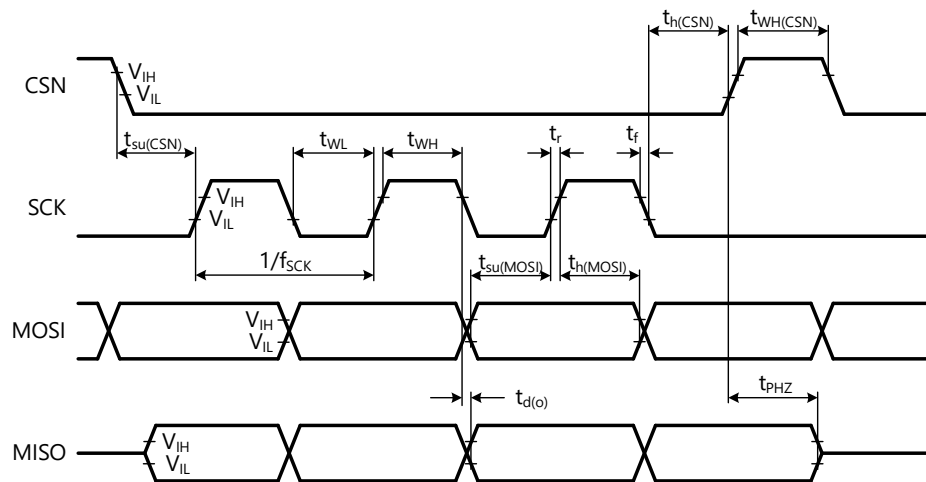 t_h(CSN) t_WH(CSN)
CSN V_IH
V_IL
t_su(CSN) t_WL t_WH t_r t_f
SCK V_IH
V_IL
1/f_SCK t_su(MOSI) t_h(MOSI)
MOSI V_IH
V_IL
t_d(o) t_PHZ
MISO V_IH
V_IL